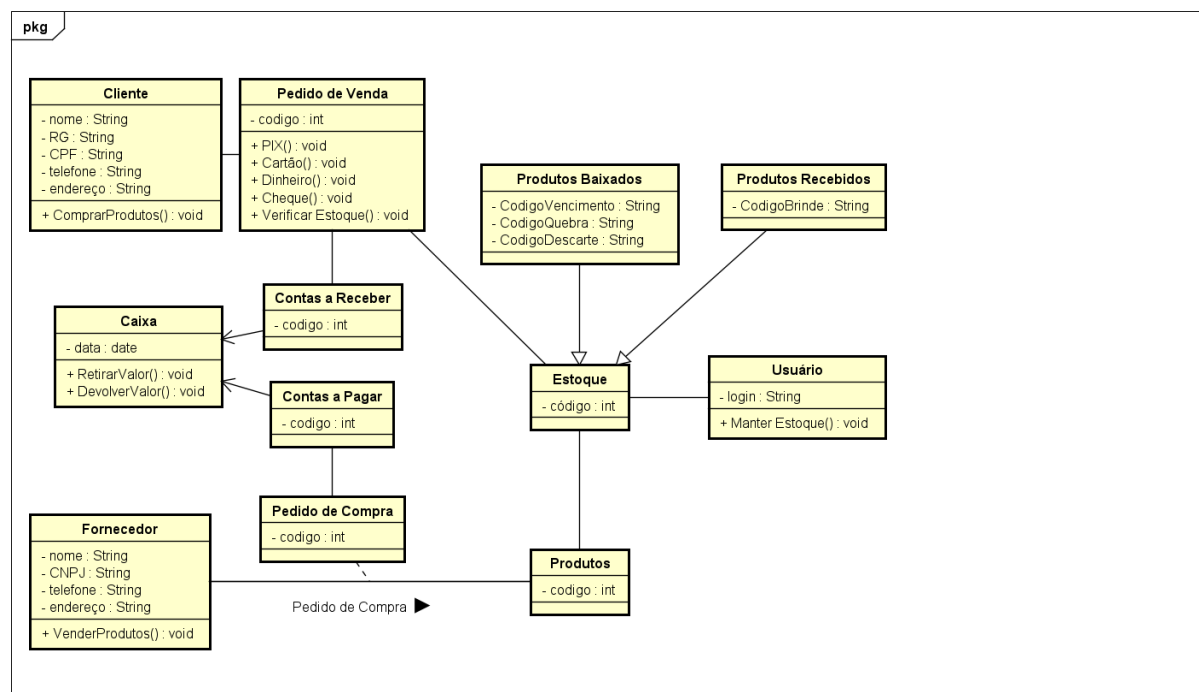 pkg
Cliente
- nome : String
- RG : String
- CPF : String
- telefone : String
- endereço : String
+ ComprarProdutos() : void
Pedido de Venda
- codigo : int
+ PIX() : void
+ Cartão() : void
+ Dinheiro() : void
+ Cheque() : void
+ Verificar Estoque() : void
Produtos Baixados
- CodigoVencimento : String
- CodigoQuebra : String
- CodigoDescarte : String
Produtos Recebidos
- CodigoBrinde : String
Contas a Receber
- codigo : int
Caixa
- data : date
+ RetirarValor() : void
+ DevolverValor() : void
Contas a Pagar
- codigo : int
Estoque
- código : int
Usuário
- login : String
+ Manter Estoque() : void
Pedido de Compra
- codigo : int
Fornecedor
- nome : String
- CNPJ : String
- telefone : String
- endereço : String
+ VenderProdutos() : void
Pedido de Compra
Produtos
- codigo : int